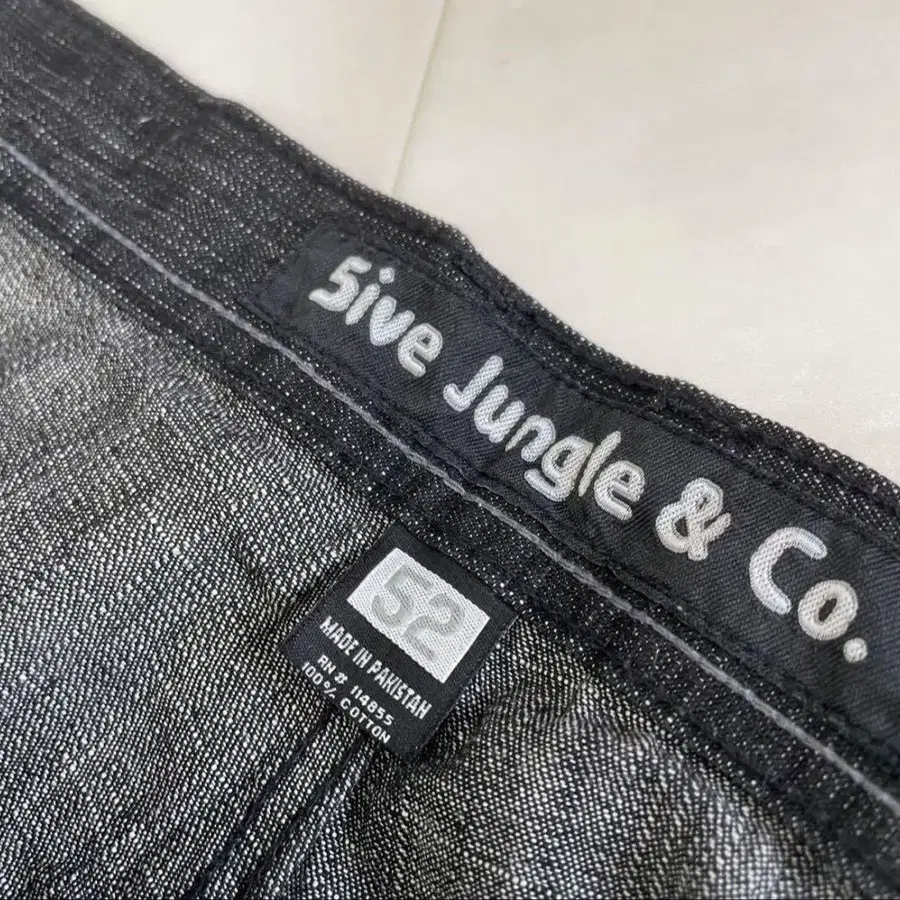 5ive Jungle & Co.
52
MADE IN PAKISTAN
RN# 114855
100% COTTON